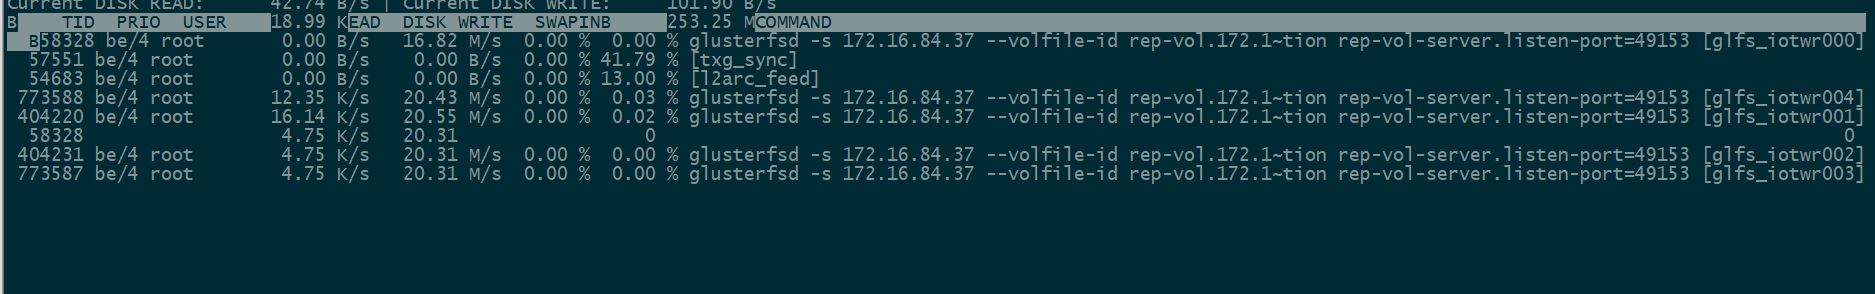 Current DISK READ:      42.74 B/s | Current DISK WRITE:     101.90 B/s
B    TID  PRIO  USER    18.99 KEAD  DISK WRITE  SWAPINB     253.25 MCOMMAND
  B58328 be/4 root       0.00 B/s   16.82 M/s  0.00 %  0.00 % glusterfsd -s 172.16.84.37 --volfile-id rep-vol.172.1~tion rep-vol-server.listen-port=49153 [glfs_iotwr000]
  57551 be/4 root        0.00 B/s    0.00 B/s  0.00 % 41.79 % [txg_sync]
  54683 be/4 root        0.00 B/s    0.00 B/s  0.00 % 13.00 % [l2arc_feed]
 773588 be/4 root       12.35 K/s   20.43 M/s  0.00 %  0.03 % glusterfsd -s 172.16.84.37 --volfile-id rep-vol.172.1~tion rep-vol-server.listen-port=49153 [glfs_iotwr004]
 404220 be/4 root       16.14 K/s   20.55 M/s  0.00 %  0.02 % glusterfsd -s 172.16.84.37 --volfile-id rep-vol.172.1~tion rep-vol-server.listen-port=49153 [glfs_iotwr001]
  58328                  4.75 K/s   20.31                 0                                                                                                             0
 404231 be/4 root        4.75 K/s   20.31 M/s  0.00 %  0.00 % glusterfsd -s 172.16.84.37 --volfile-id rep-vol.172.1~tion rep-vol-server.listen-port=49153 [glfs_iotwr002]
 773587 be/4 root        4.75 K/s   20.31 M/s  0.00 %  0.00 % glusterfsd -s 172.16.84.37 --volfile-id rep-vol.172.1~tion rep-vol-server.listen-port=49153 [glfs_iotwr003]